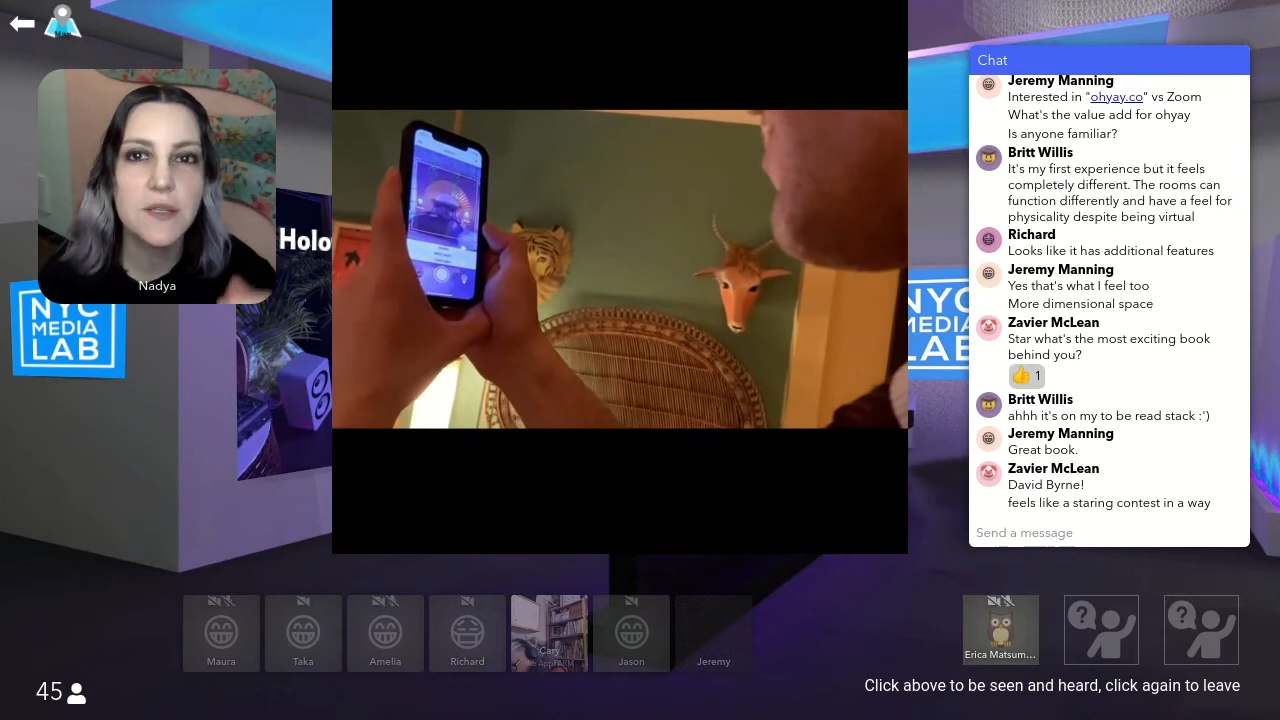 Map
Nadya
Holo
NYC
MEDIA
LAB
NYC
MEDIA
LAB
Chat
Jeremy Manning
Interested in "ohyay.co" vs Zoom
What's the value add for ohyay
Is anyone familiar?
Britt Willis
It's my first experience but it feels
completely different. The rooms can
function differently and have a feel for
physicality despite being virtual
Richard
Looks like it has additional features
Jeremy Manning
Yes that's what I feel too
More dimensional space
Zavier McLean
Star what's the most exciting book
behind you?
👍 1
Britt Willis
ahhh it's on my to be read stack :')
Jeremy Manning
Great book.
Zavier McLean
David Byrne!
feels like a staring contest in a way
Send a message
Maura
Taka
Amelia
Richard
Cary
AppFARM
Jason
Jeremy
Erica Matsum...
45
Click above to be seen and heard, click again to leave